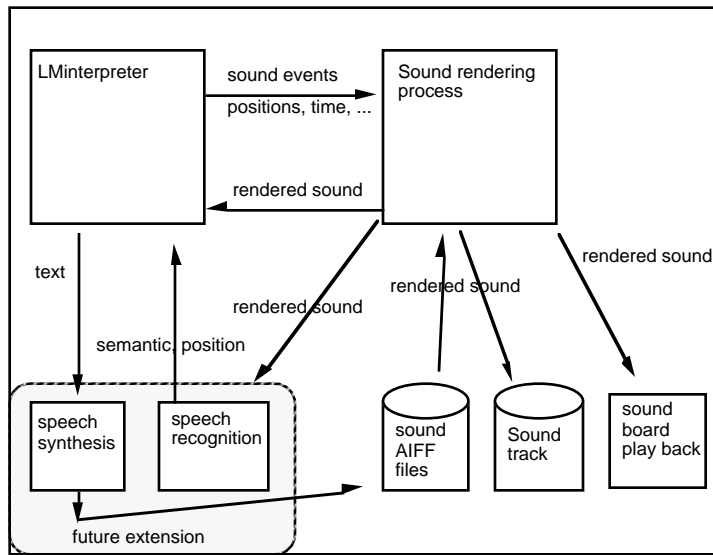 LMinterpreter
sound events
positions, time, ...
Sound rendering
process
rendered sound
text
semantic, position
rendered sound
rendered sound
rendered sound
speech
synthesis
speech
recognition
sound
AIFF
files
Sound
track
sound
board
play back
future extension